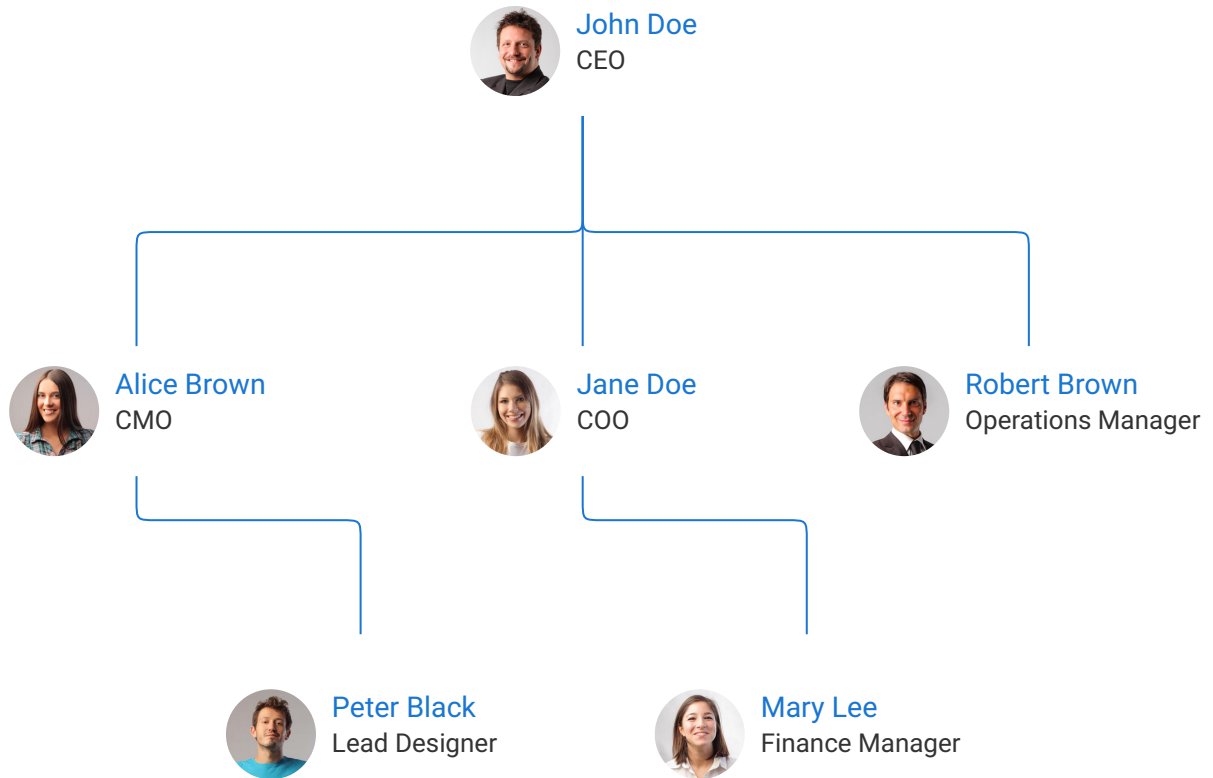 John Doe
CEO
Alice Brown
CMO
Jane Doe
COO
Robert Brown
Operations Manager
Peter Black
Lead Designer
Mary Lee
Finance Manager